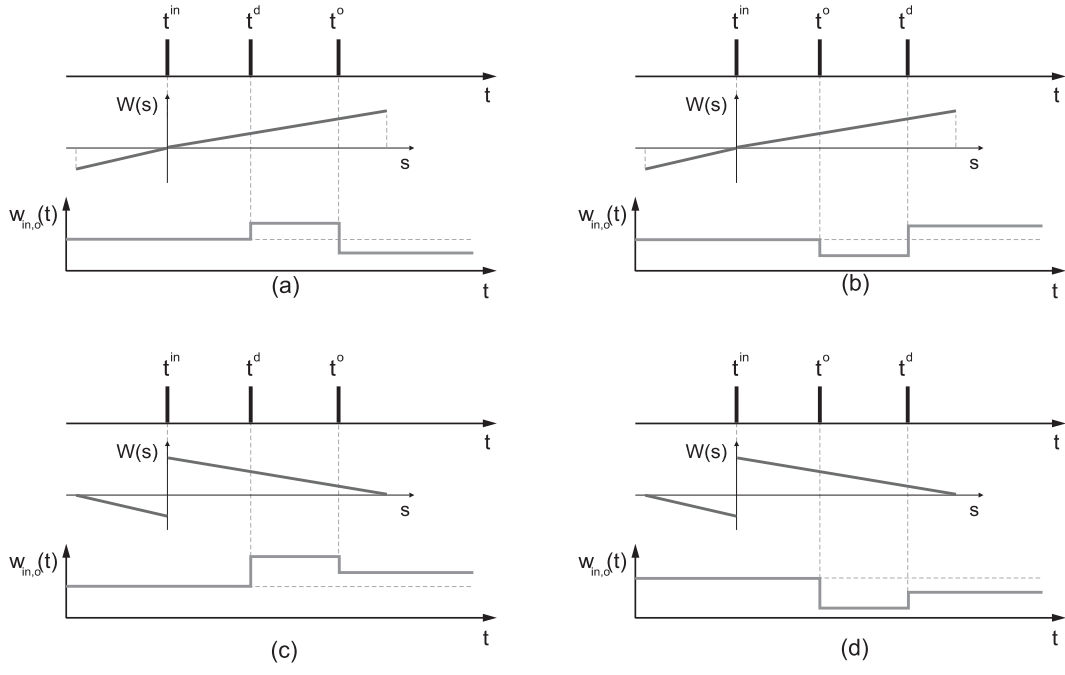 t^in t^d t^o
t
W(s)
s
w_in,o(t)
t
(a)
t^in t^o t^d
t
W(s)
s
w_in,o(t)
t
(b)
t^in t^d t^o
t
W(s)
s
w_in,o(t)
t
(c)
t^in t^o t^d
t
W(s)
s
w_in,o(t)
t
(d)